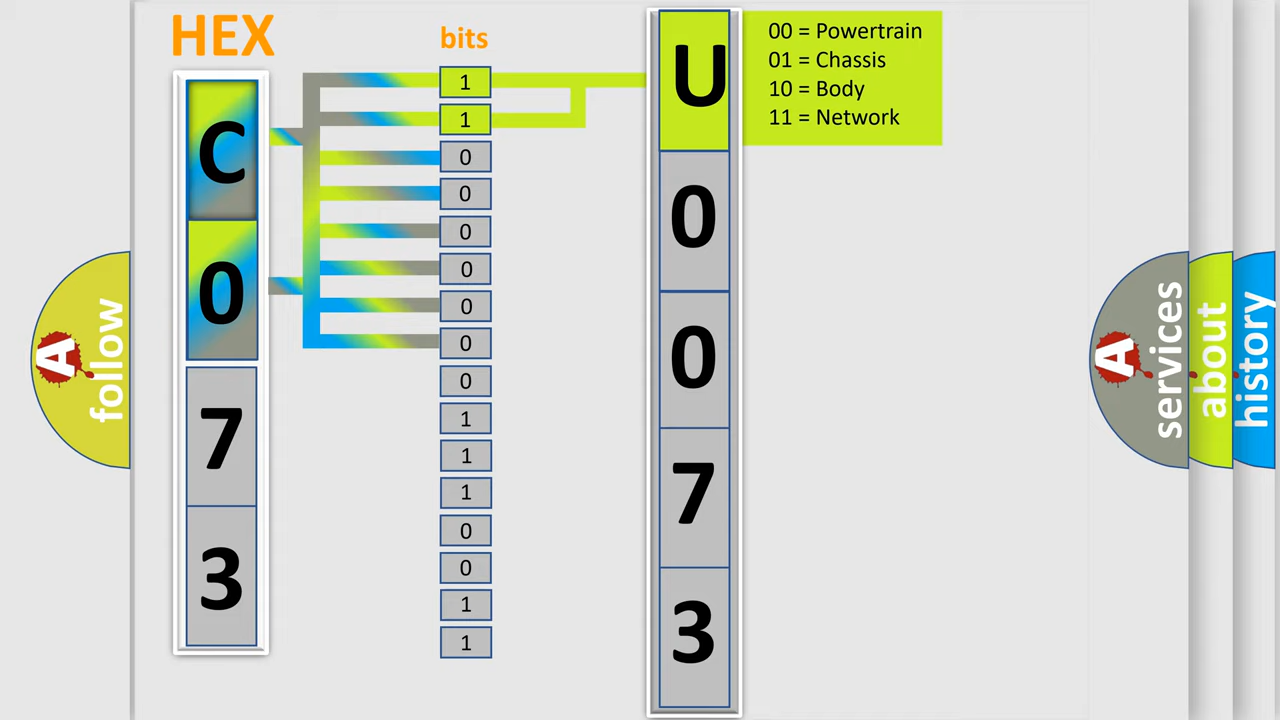 HEX
bits
C
0
7
3
1
1
0
0
0
0
0
0
0
1
1
1
0
0
1
1
U
0
0
7
3
00 = Powertrain
01 = Chassis
10 = Body
11 = Network
A
follow
A
services
about
history